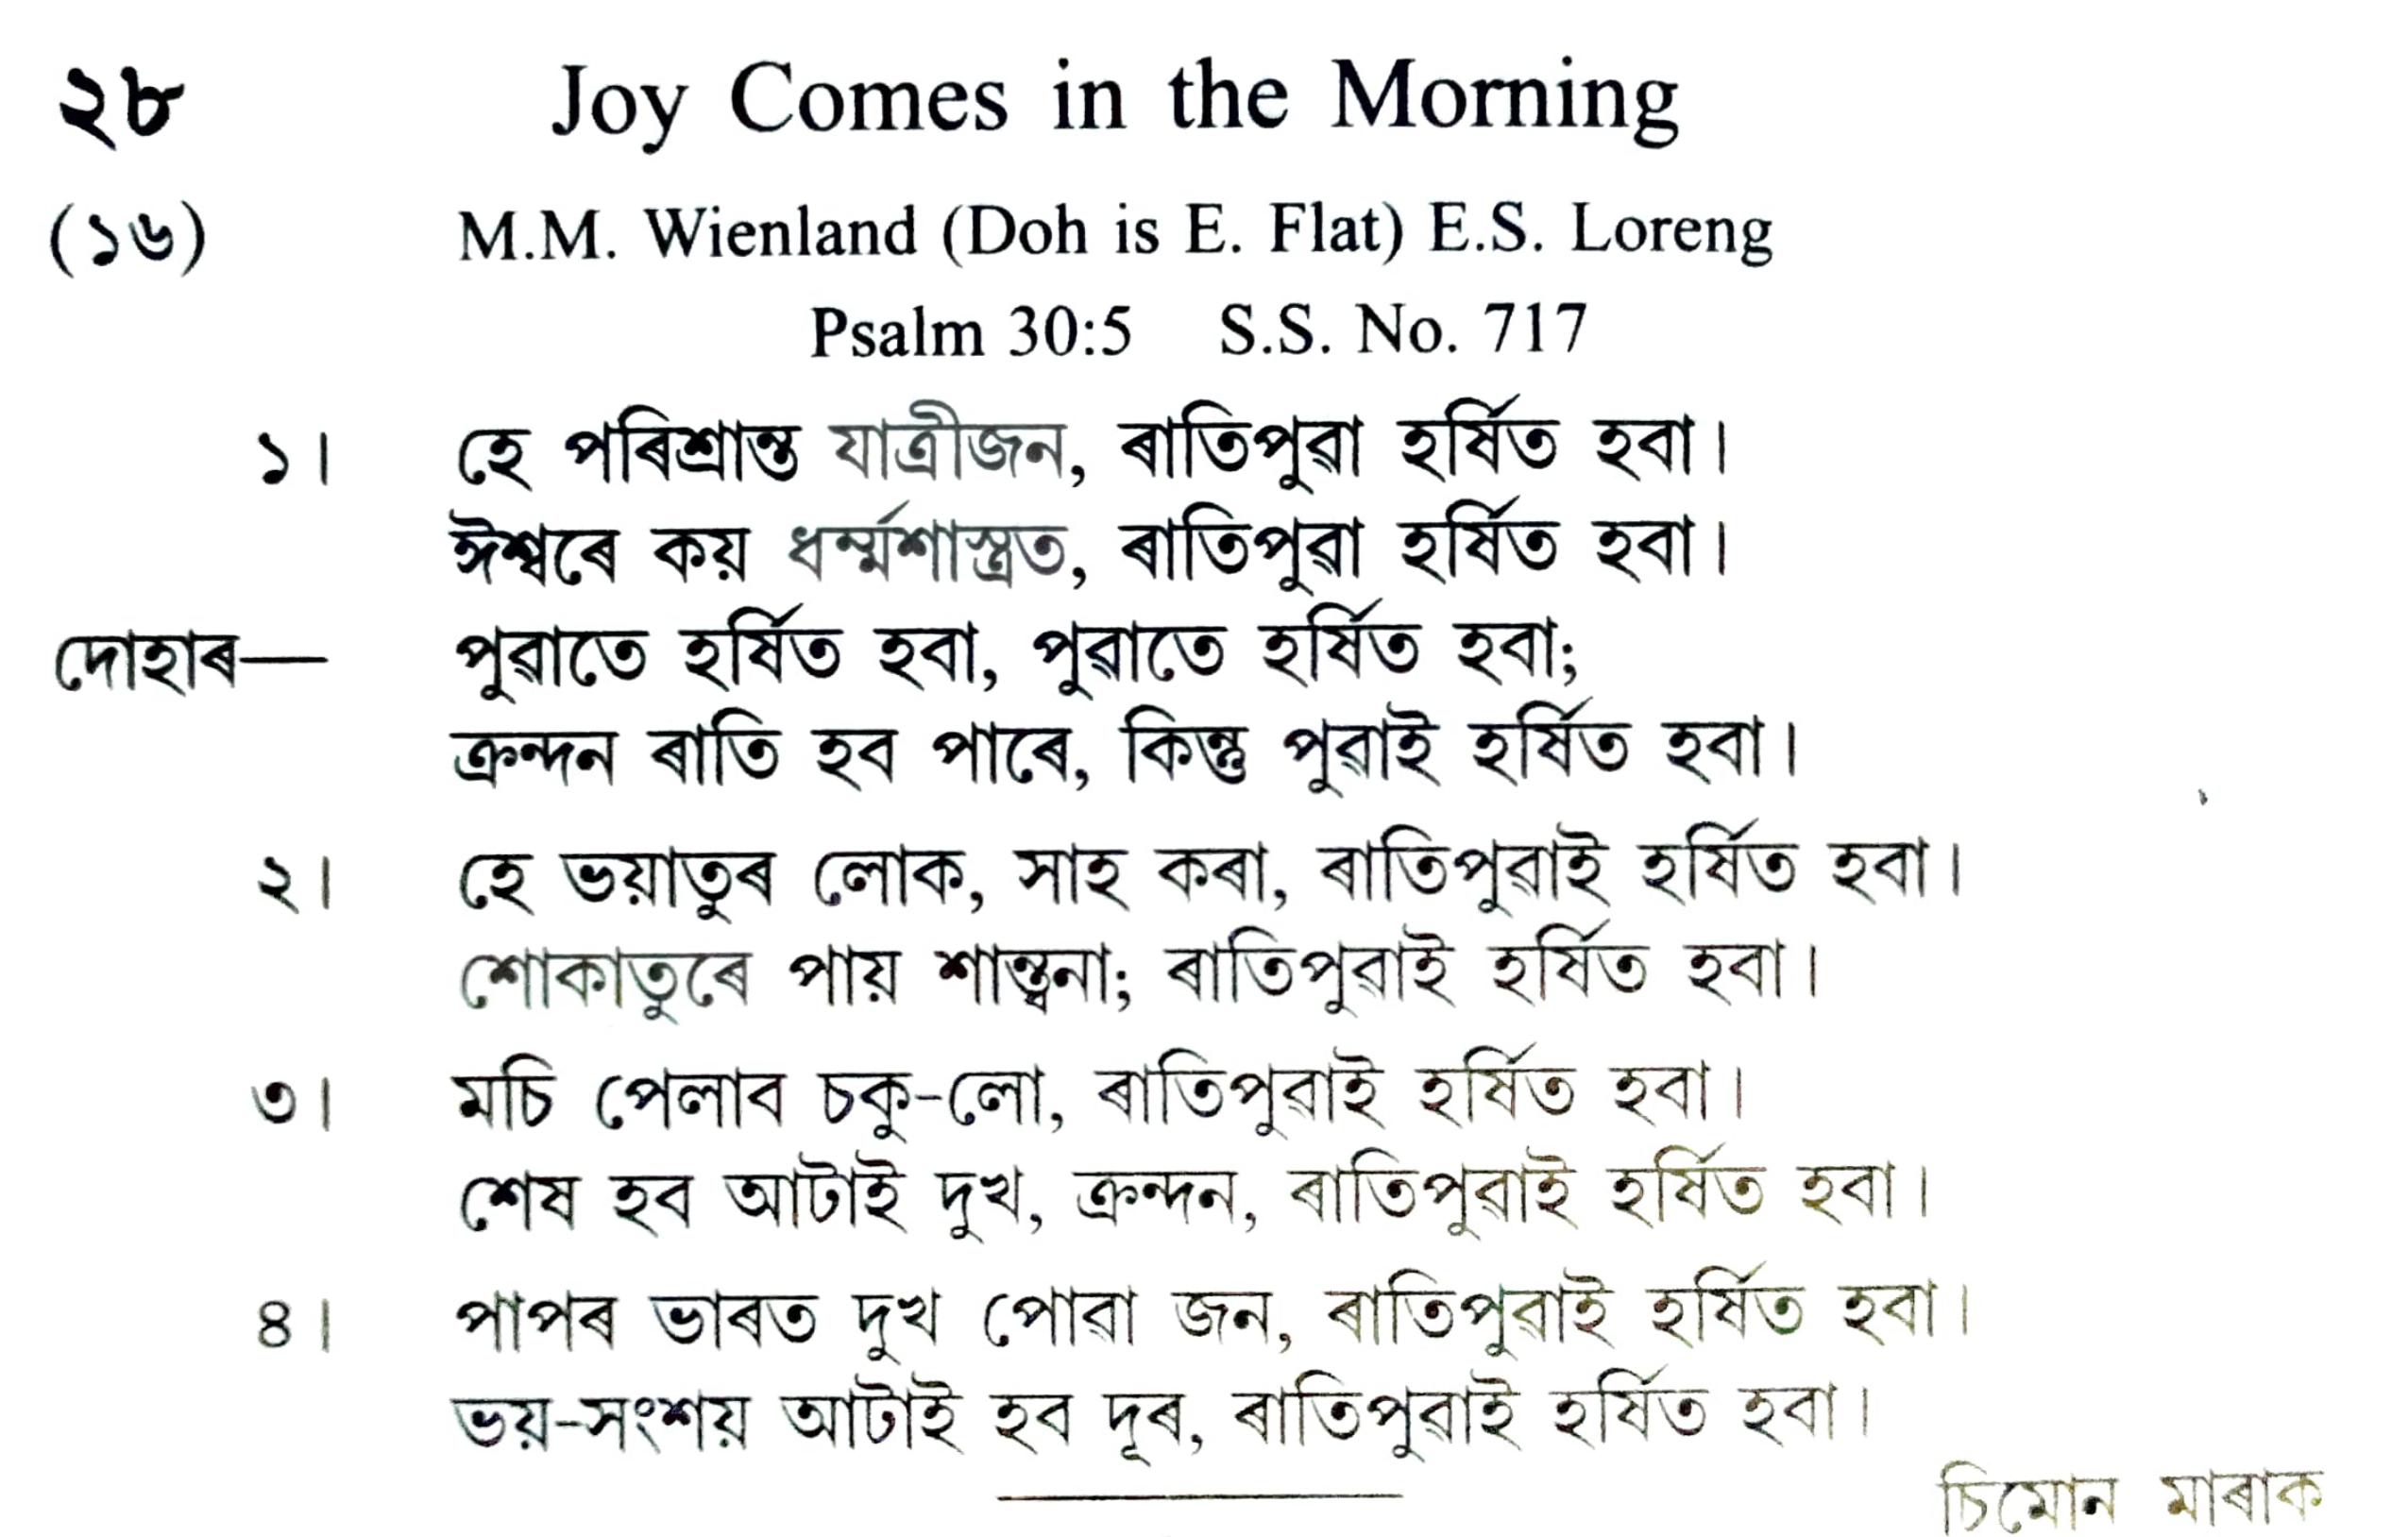 ২৮ Joy Comes in the Morning
(১৬) M.M. Wienland (Doh is E. Flat) E.S. Loreng
Psalm 30:5 S.S. No. 717
১। হে পৰিশ্ৰান্ত যাত্ৰীজন, ৰাতিপুৱা হৰ্ষিত হবা।
ঈশ্বৰে কয় ধৰ্ম্মশাস্ত্ৰত, ৰাতিপুৱা হৰ্ষিত হবা।
দোহাৰ— পুৱাতে হৰ্ষিত হবা, পুৱাতে হৰ্ষিত হবা;
ক্ৰন্দন ৰাতি হব পাৰে, কিন্তু পুৱাই হৰ্ষিত হবা।
২। হে ভয়াতুৰ লোক, সাহ কৰা, ৰাতিপুৱাই হৰ্ষিত হবা।
শোকাতুৰে পায় শান্ত্বনা; ৰাতিপুৱাই হৰ্ষিত হবা।
৩। মচি পেলাব চকু-লো, ৰাতিপুৱাই হৰ্ষিত হবা।
শেষ হব আটাই দুখ, ক্ৰন্দন, ৰাতিপুৱাই হৰ্ষিত হবা।
৪। পাপৰ ভাৰত দুখ পোৱা জন, ৰাতিপুৱাই হৰ্ষিত হবা।
ভয়-সংশয় আটাই হব দূৰ, ৰাতিপুৱাই হৰ্ষিত হবা।
চিমোন মাৰাক